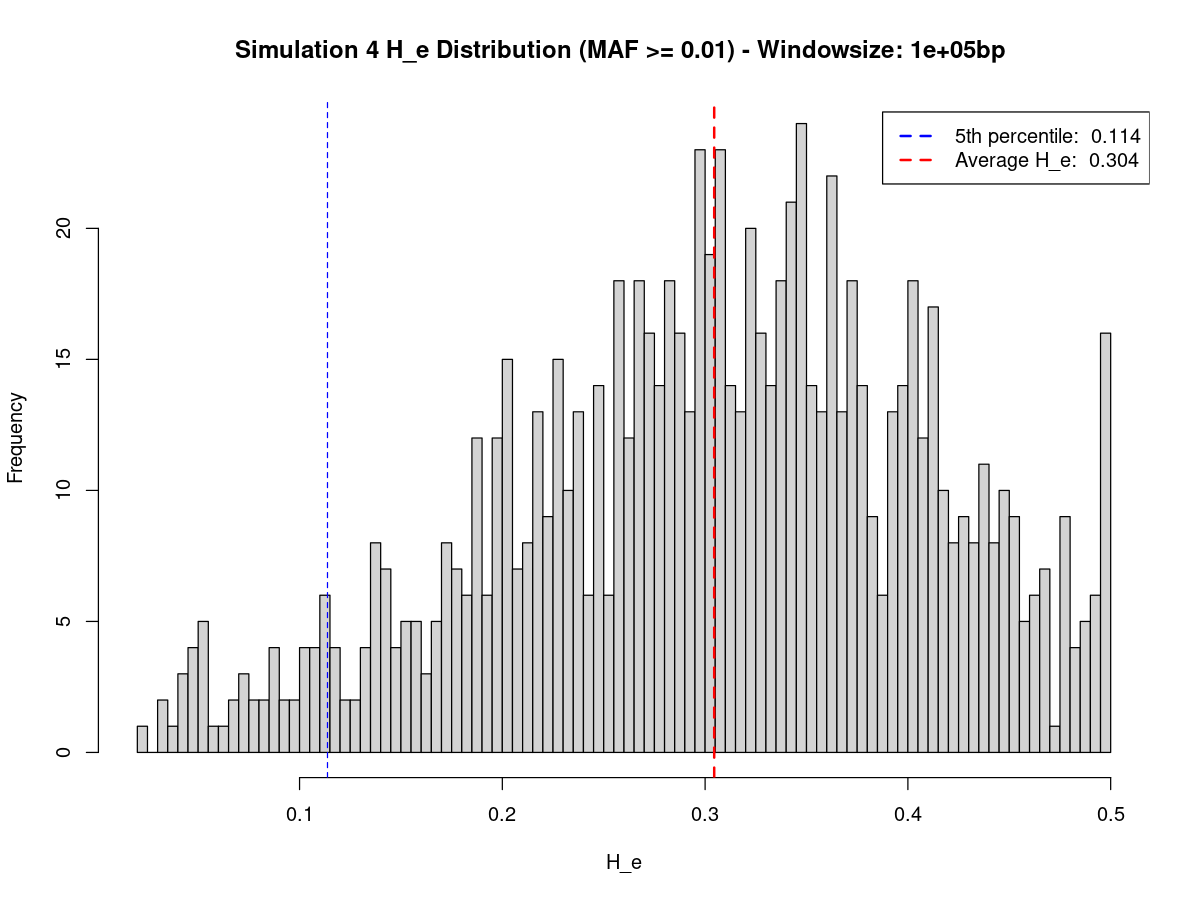 Simulation 4 H_e Distribution (MAF >= 0.01) - Windowsize: 1e+05bp
5th percentile:  0.114
Average H_e:  0.304
Frequency
20
15
10
5
0
0.1
0.2
0.3
0.4
0.5
H_e